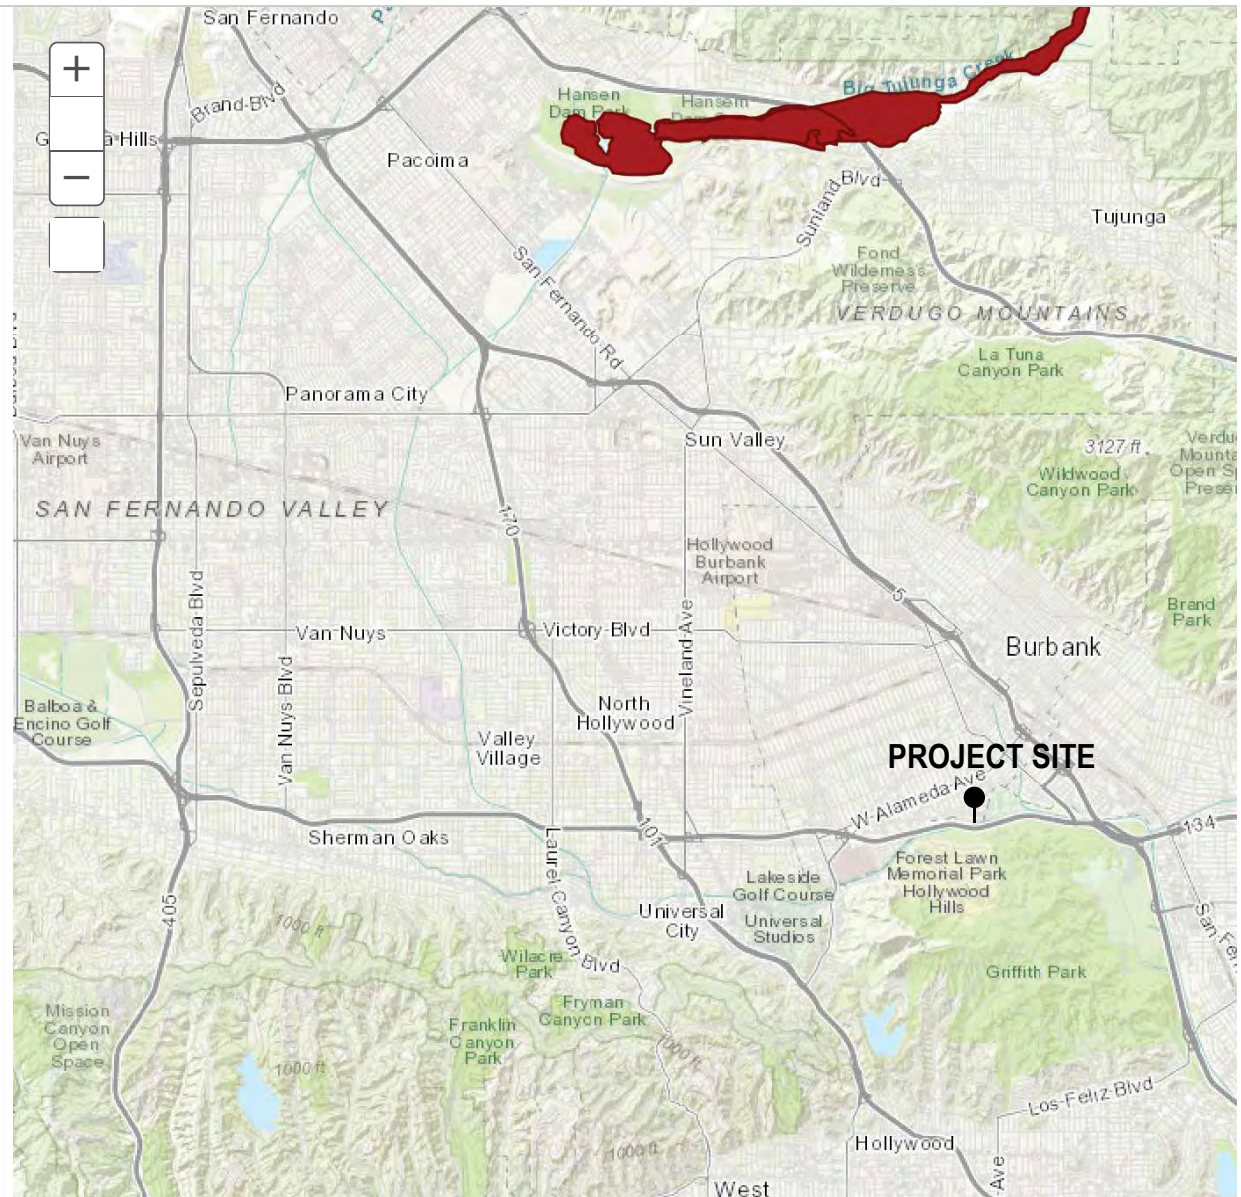 San Fernando
+
Brand Blvd
Hansen
Dam Park
Big Tujunga Creek
Pacoima
−
Sunland Blvd
Tujunga
San Fernando Rd
Fond
Wilderness
Preserve
VERDUGO MOUNTAINS
La Tuna
Canyon Park
Panorama City
Van Nuys
Airport
Sun Valley
3127 ft
Wildwood
Canyon Park
SAN FERNANDO VALLEY
170
Hollywood
Burbank
Airport
5
Sepulveda Blvd
Van Nuys
Victory Blvd
Vineland Ave
Brand
Park
Burbank
Van Nuys Blvd
Balboa &
Encino Golf
Course
North
Hollywood
Valley
Village
PROJECT SITE
W Alameda Ave
Sherman Oaks
Laurel Canyon Blvd
101
134
Lakeside
Golf Course
Forest Lawn
Memorial Park
Hollywood
Hills
405
1000 ft
Universal
City
Universal
Studios
Wilacre
Park
Griffith Park
Mission
Canyon
Open
Space
Franklin
Canyon
Park
Fryman
Canyon Park
1000 ft
1000 ft
Los Feliz Blvd
Hollywood
1000 ft
West
Ave